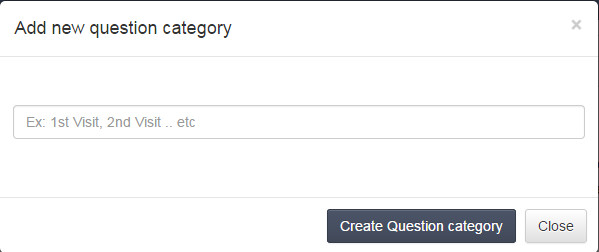 Add new question category ×
Ex: 1st Visit, 2nd Visit .. etc
Create Question category Close